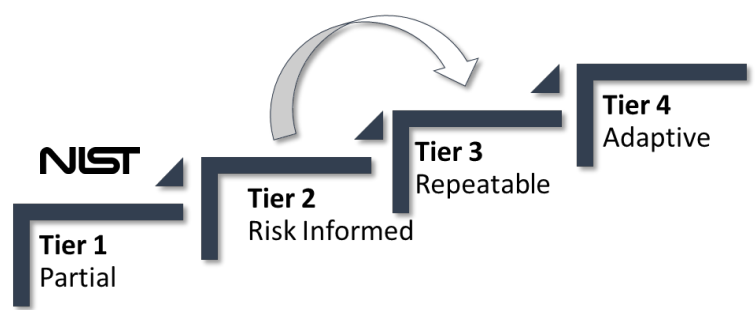 NIST
Tier 1
Partial
Tier 2
Risk Informed
Tier 3
Repeatable
Tier 4
Adaptive